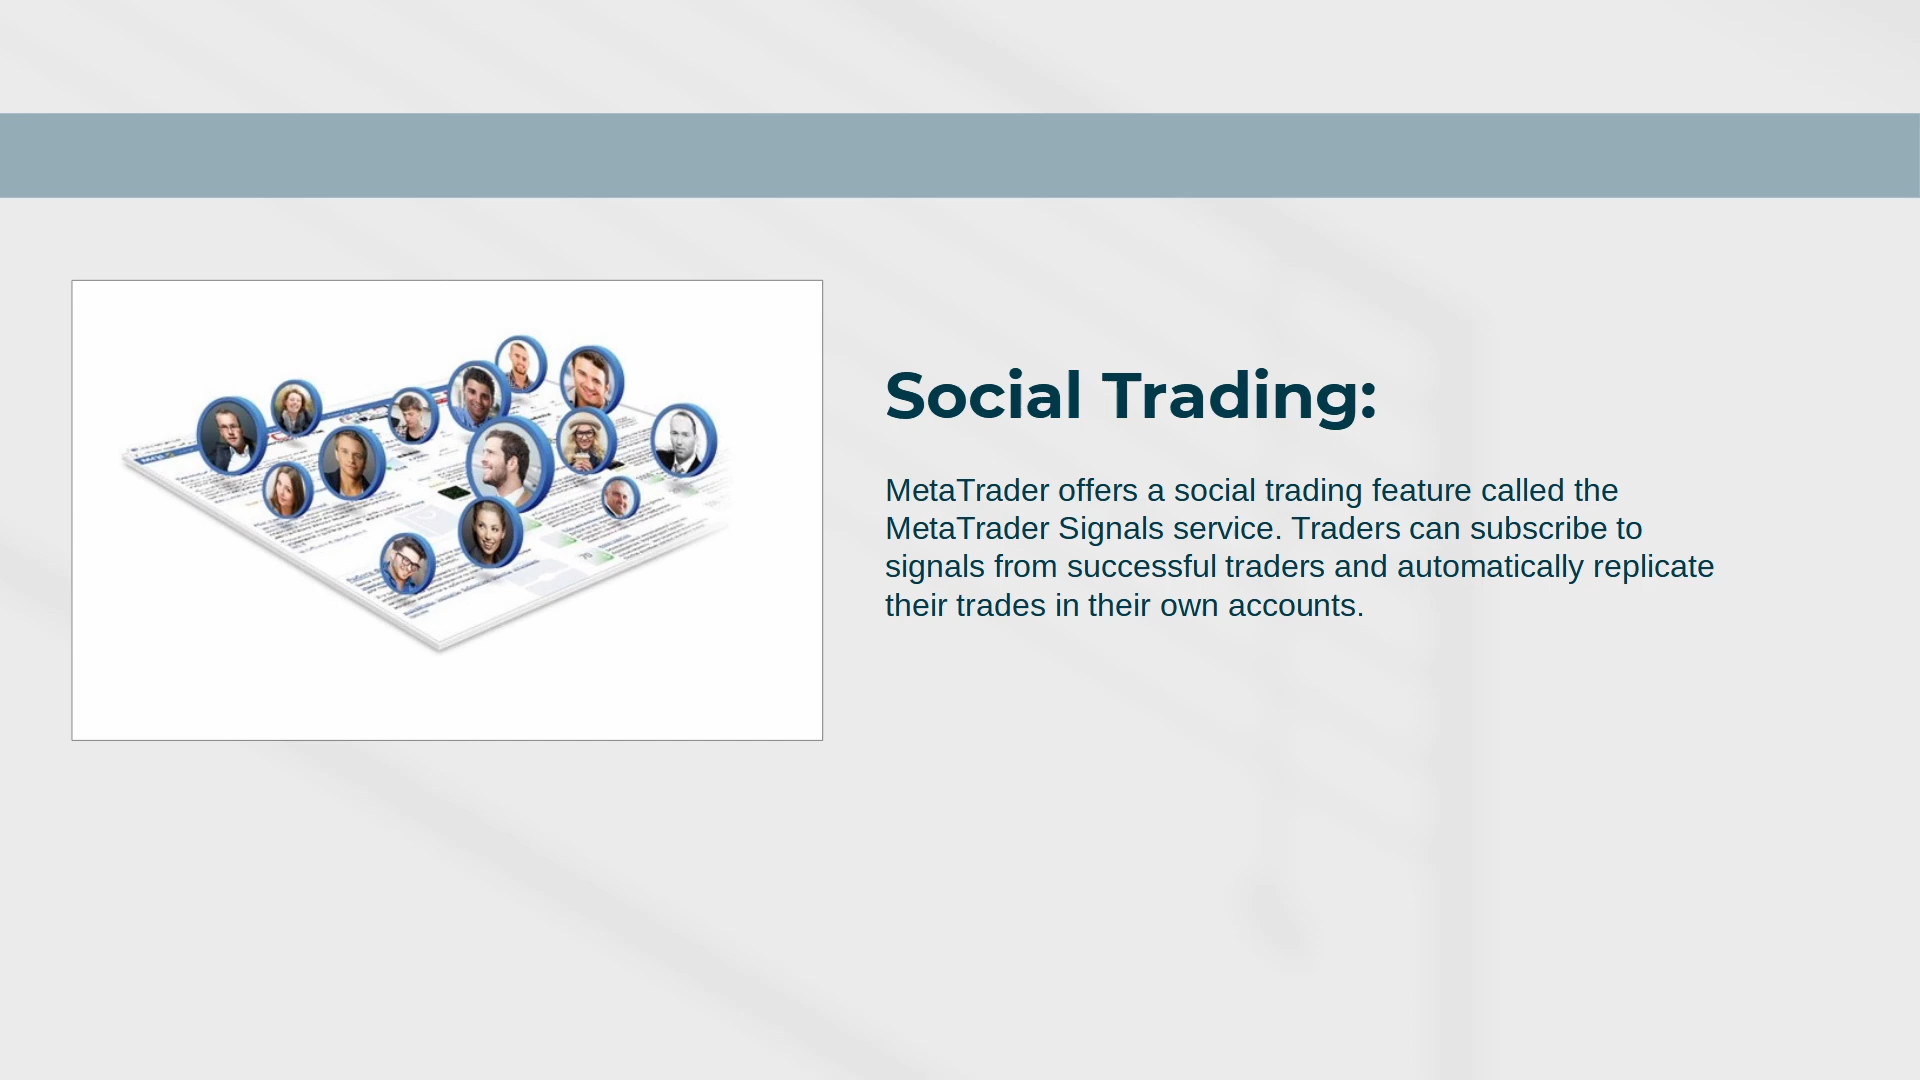 Social Trading:
MetaTrader offers a social trading feature called the
MetaTrader Signals service. Traders can subscribe to
signals from successful traders and automatically replicate
their trades in their own accounts.